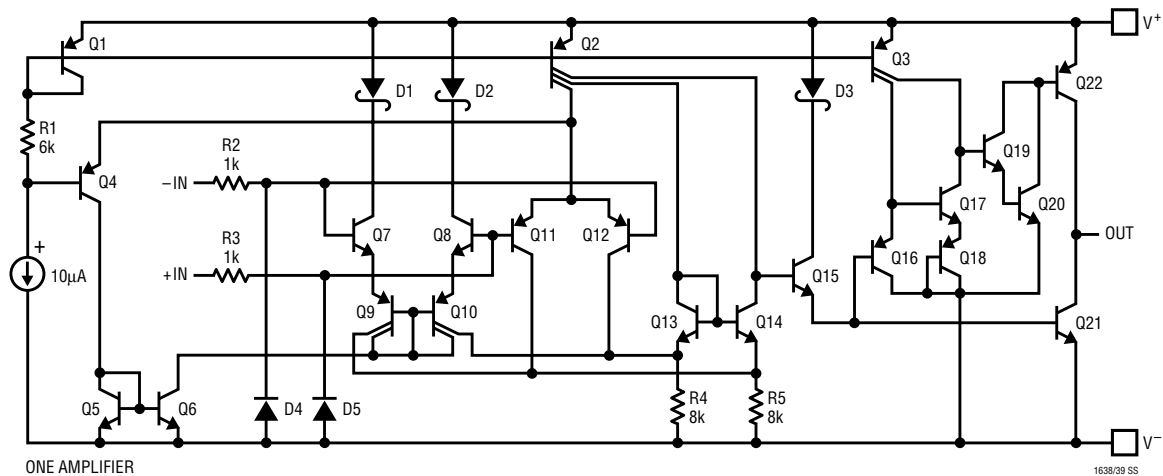 V+
Q1
Q2
Q3
Q22
D1
D2
D3
R1
6k
R2
1k
Q19
Q4
–IN
Q17
Q20
Q7
Q8
Q11
Q12
OUT
R3
1k
+
10µA
+IN
Q15
Q16
Q18
Q9
Q10
Q13
Q14
Q21
Q5
Q6
D4
D5
R4
8k
R5
8k
V–
ONE AMPLIFIER
1638/39 SS